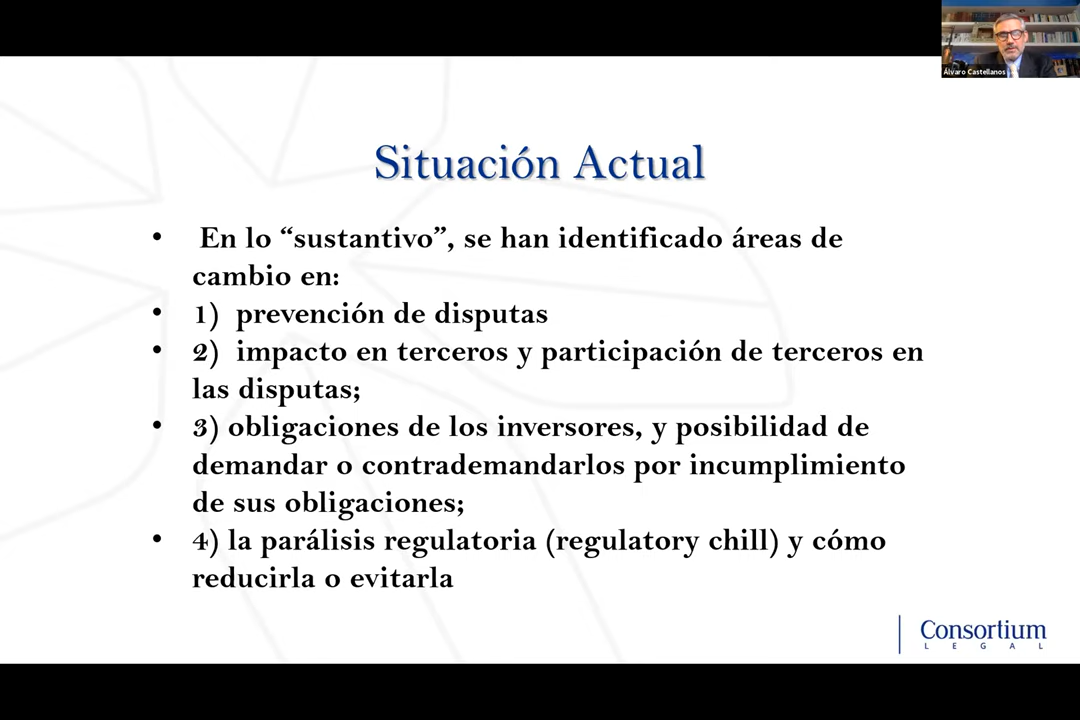 Álvaro Castellanos
Situación Actual
• En lo “sustantivo”, se han identificado áreas de
cambio en:
• 1) prevención de disputas
• 2) impacto en terceros y participación de terceros en
las disputas;
• 3) obligaciones de los inversores, y posibilidad de
demandar o contrademandarlos por incumplimiento
de sus obligaciones;
• 4) la parálisis regulatoria (regulatory chill) y cómo
reducirla o evitarla
Consortium
LEGAL